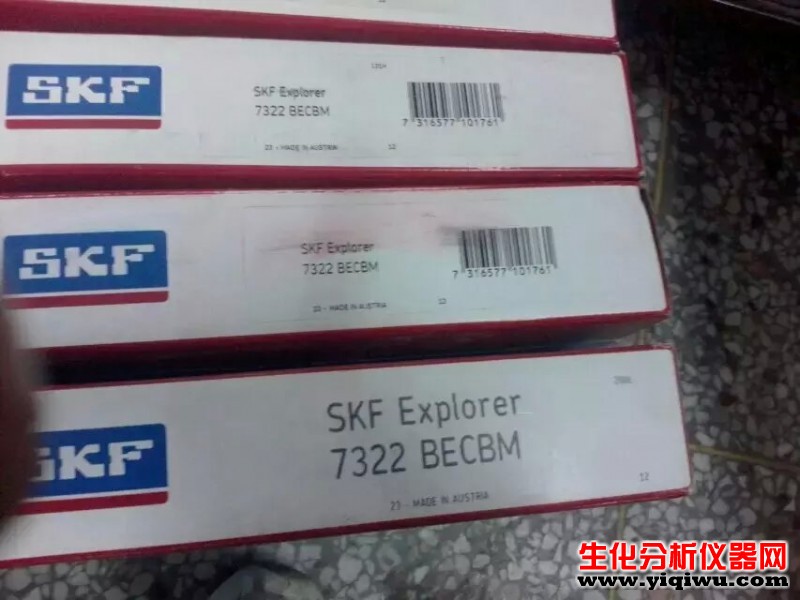 SKF
SKF Explorer
7322 BECBM
7 316577 101761
23 - MADE IN AUSTRIA
12
SKF
SKF Explorer
7322 BECBM
7 316577 101761
23 - MADE IN AUSTRIA
12
SKF
SKF Explorer
7322 BECBM
23 - MADE IN AUSTRIA
12
生化分析仪器网
www.yiqiwu.com